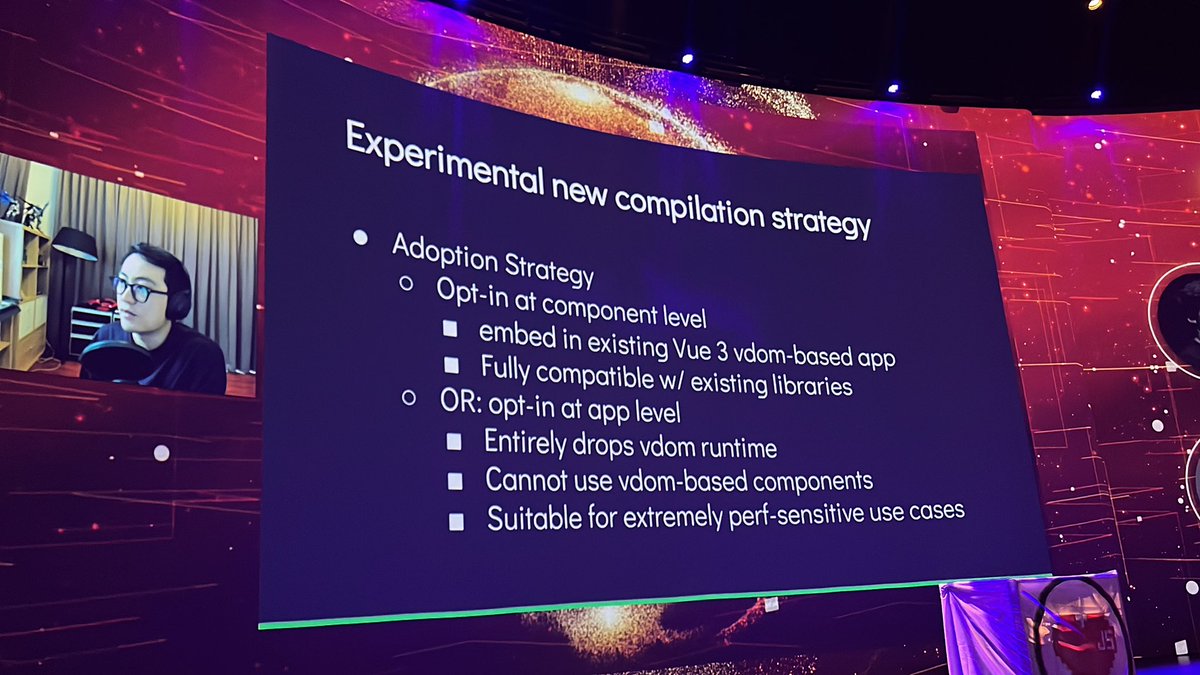 Experimental new compilation strategy
Adoption Strategy
Opt-in at component level
embed in existing Vue 3 vdom-based app
Fully compatible w/ existing libraries
OR: opt-in at app level
Entirely drops vdom runtime
Cannot use vdom-based components
Suitable for extremely perf-sensitive use cases
JS